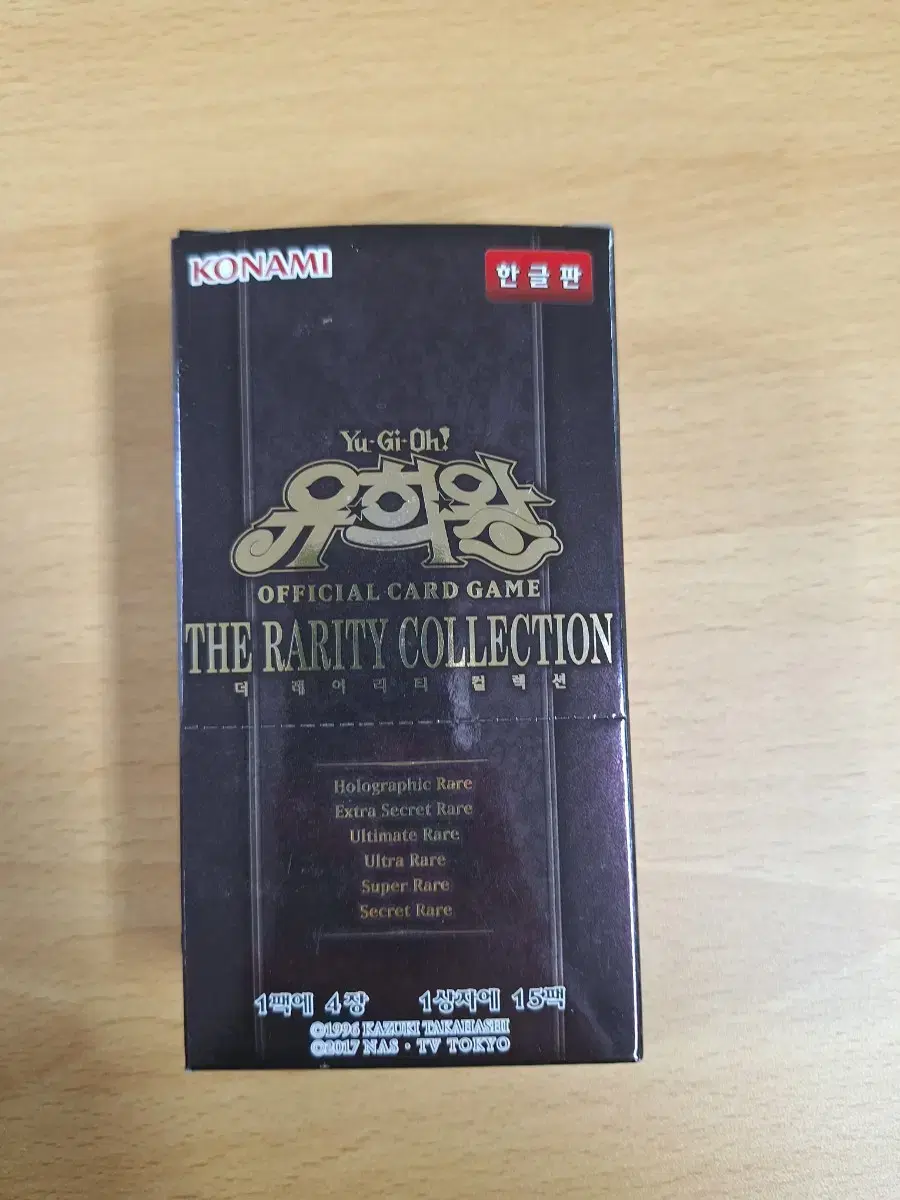 KONAMI
한글판
Yu-Gi-Oh!
유희왕
OFFICIAL CARD GAME
THE RARITY COLLECTION
더 레어리티 컬렉션
Holographic Rare
Extra Secret Rare
Ultimate Rare
Ultra Rare
Super Rare
Secret Rare
1팩에 4장 1상자에 15팩
©1996 KAZUKI TAKAHASHI
©2017 NAS・TV TOKYO